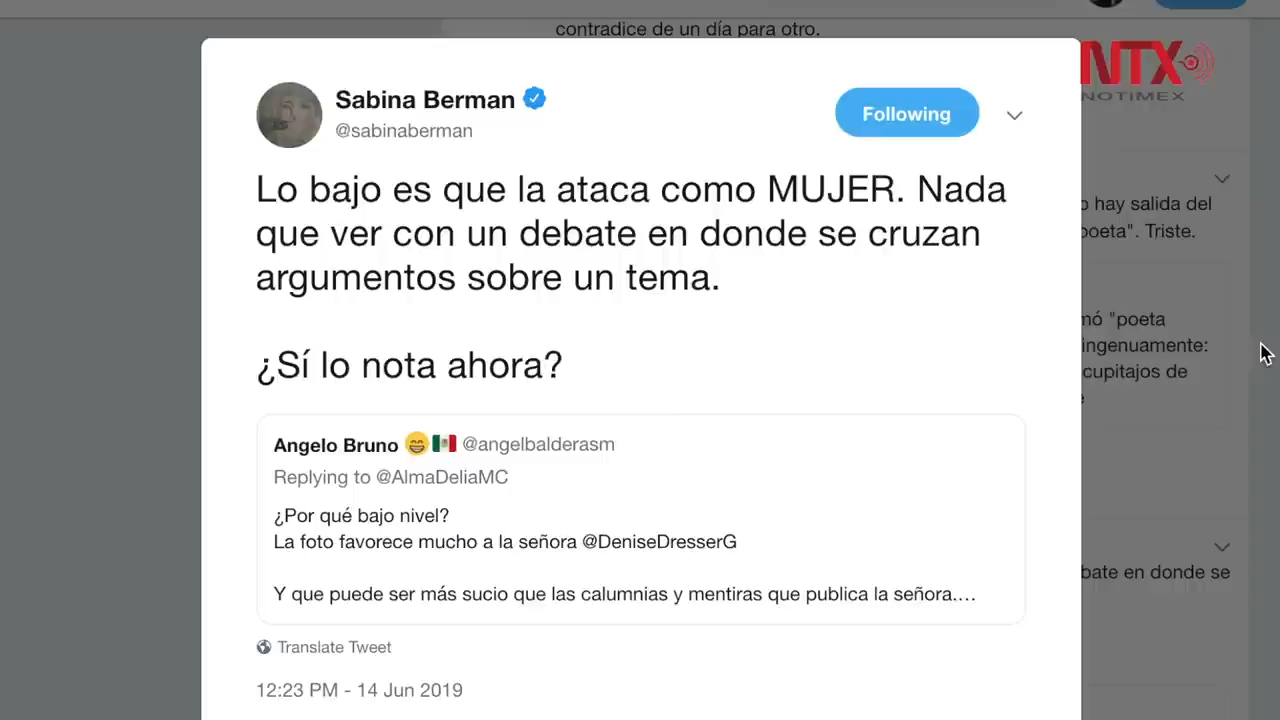 contradice de un día para otro.
NTX
NOTIMEX
Sabina Berman
@sabinaberman
Following
Lo bajo es que la ataca como MUJER. Nada
que ver con un debate en donde se cruzan
argumentos sobre un tema.
¿Sí lo nota ahora?
Angelo Bruno 😄🇲🇽 @angelbalderasm
Replying to @AlmaDeliaMC
¿Por qué bajo nivel?
La foto favorece mucho a la señora @DeniseDresserG
Y que puede ser más sucio que las calumnias y mentiras que publica la señora....
Translate Tweet
12:23 PM - 14 Jun 2019
o hay salida del
poeta". Triste.
mó "poeta
ingenuamente:
cupitajos de
bate en donde se